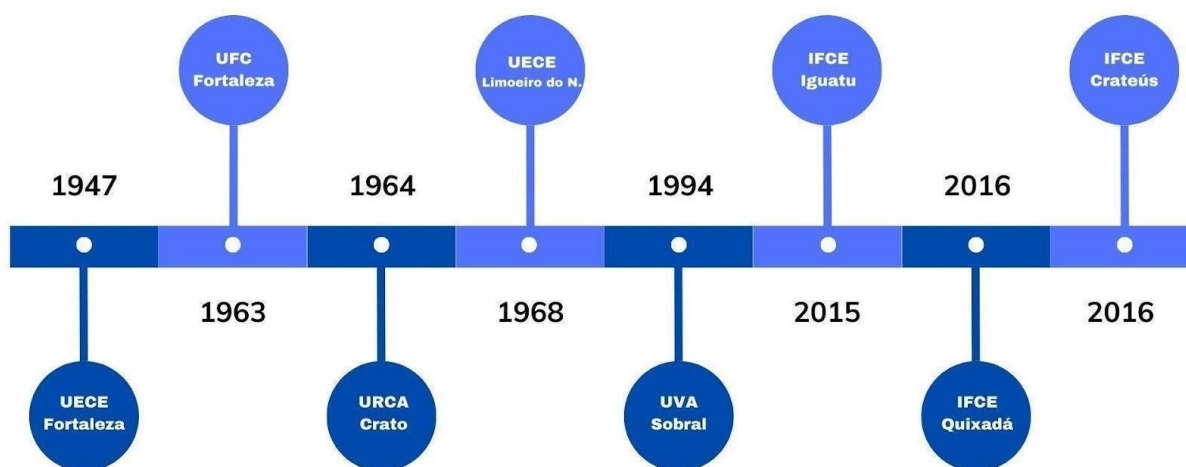 UFC
Fortaleza
UECE
Limoeiro do N.
IFCE
Iguatu
IFCE
Crateús
1947
1964
1994
2016
1963
1968
2015
2016
UECE
Fortaleza
URCA
Crato
UVA
Sobral
IFCE
Quixadá